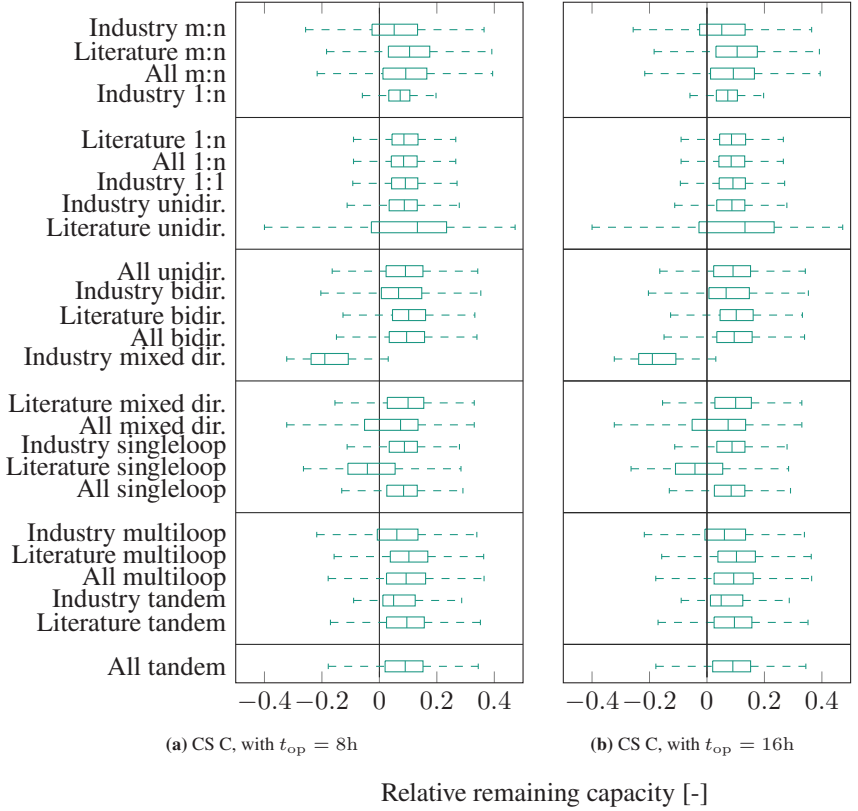 Industry m:n
Literature m:n
All m:n
Industry 1:n
Literature 1:n
All 1:n
Industry 1:1
Industry unidir.
Literature unidir.
All unidir.
Industry bidir.
Literature bidir.
All bidir.
Industry mixed dir.
Literature mixed dir.
All mixed dir.
Industry singleloop
Literature singleloop
All singleloop
Industry multiloop
Literature multiloop
All multiloop
Industry tandem
Literature tandem
All tandem
−0.4 −0.2 0 0.2 0.4
−0.4 −0.2 0 0.2 0.4
(a) CS C, with t_op = 8h
(b) CS C, with t_op = 16h
Relative remaining capacity [-]